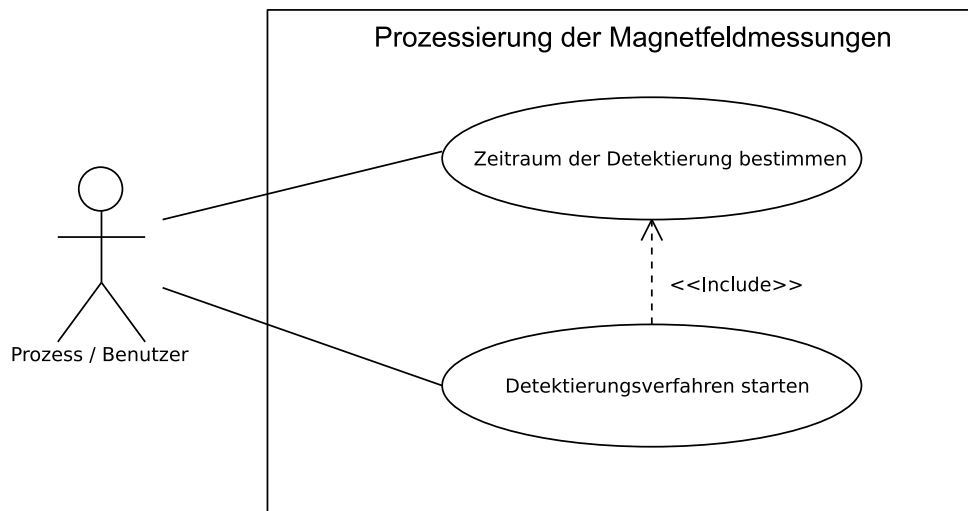 Prozessierung der Magnetfeldmessungen
Zeitraum der Detektierung bestimmen
<<Include>>
Prozess / Benutzer
Detektierungsverfahren starten